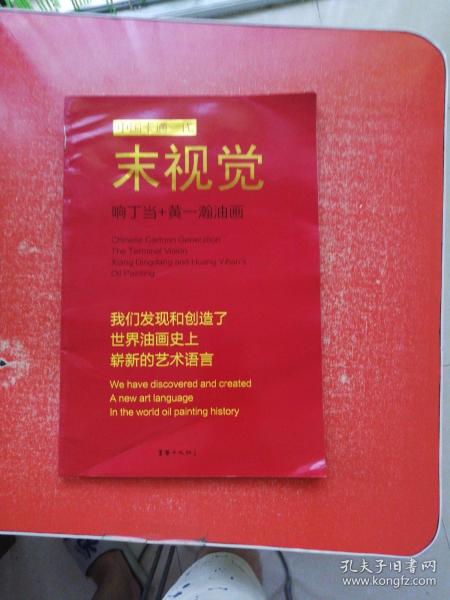 中国卡通一代
末视觉
响丁当+黄一瀚油画
Chinese Cartoon Generation
The Terminal Vision
Xiang Dingdang and Huang Yihan's
Oil Painting
我们发现和创造了
世界油画史上
崭新的艺术语言
We have discovered and created
A new art language
In the world oil painting history
孔夫子旧书网
www.kongfz.com